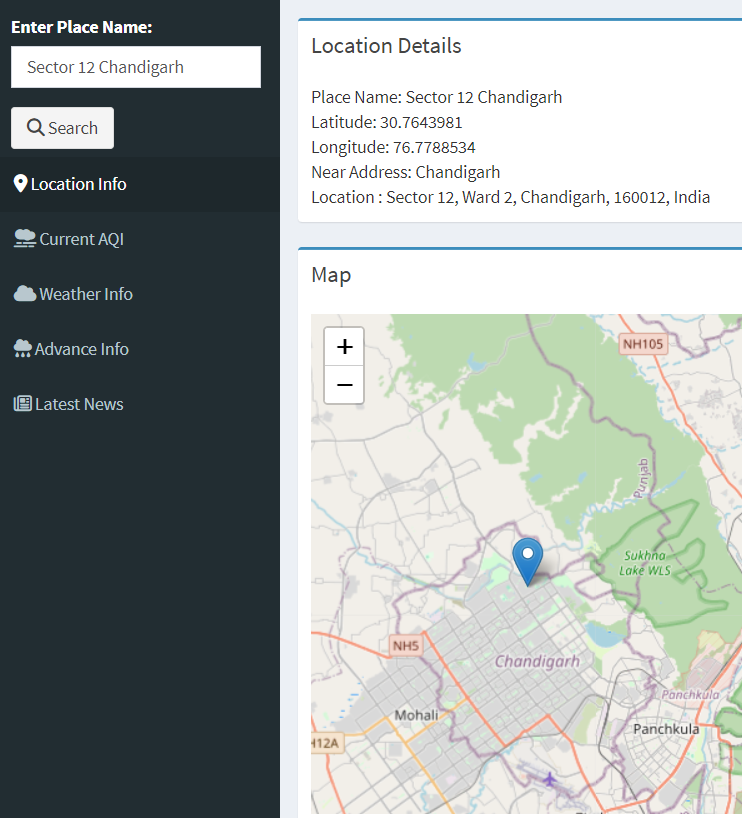 Enter Place Name:
Sector 12 Chandigarh
Search
Location Info
Current AQI
Weather Info
Advance Info
Latest News
Location Details
Place Name: Sector 12 Chandigarh
Latitude: 30.7643981
Longitude: 76.7788534
Near Address: Chandigarh
Location : Sector 12, Ward 2, Chandigarh, 160012, India
Map
+
−
NH105
Punjab
Sukhna
Lake WLS
NH5
Chandigarh
Panchkula
Mohali
Panchkula
H12A